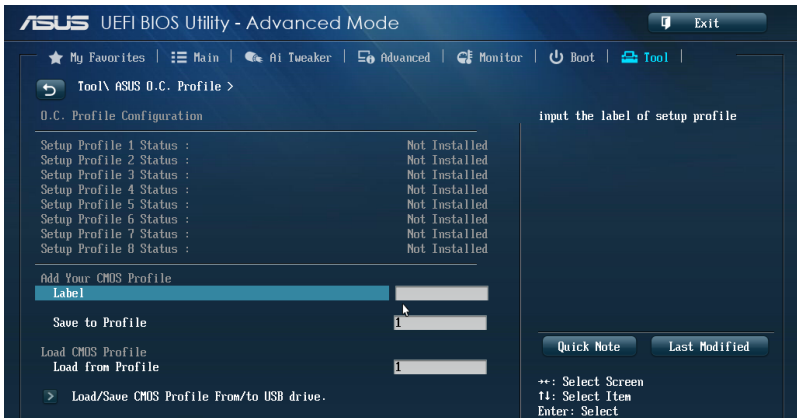 ASUS UEFI BIOS Utility - Advanced Mode
Exit
My Favorites | Main | Ai Tweaker | Advanced | Monitor | Boot | Tool |
Tool\ ASUS O.C. Profile >
O.C. Profile Configuration
input the label of setup profile
Setup Profile 1 Status : Not Installed
Setup Profile 2 Status : Not Installed
Setup Profile 3 Status : Not Installed
Setup Profile 4 Status : Not Installed
Setup Profile 5 Status : Not Installed
Setup Profile 6 Status : Not Installed
Setup Profile 7 Status : Not Installed
Setup Profile 8 Status : Not Installed
Add Your CMOS Profile
Label
Save to Profile 1
Load CMOS Profile
Load from Profile 1
> Load/Save CMOS Profile From/to USB drive.
Quick Note
Last Modified
→←: Select Screen
↑↓: Select Item
Enter: Select